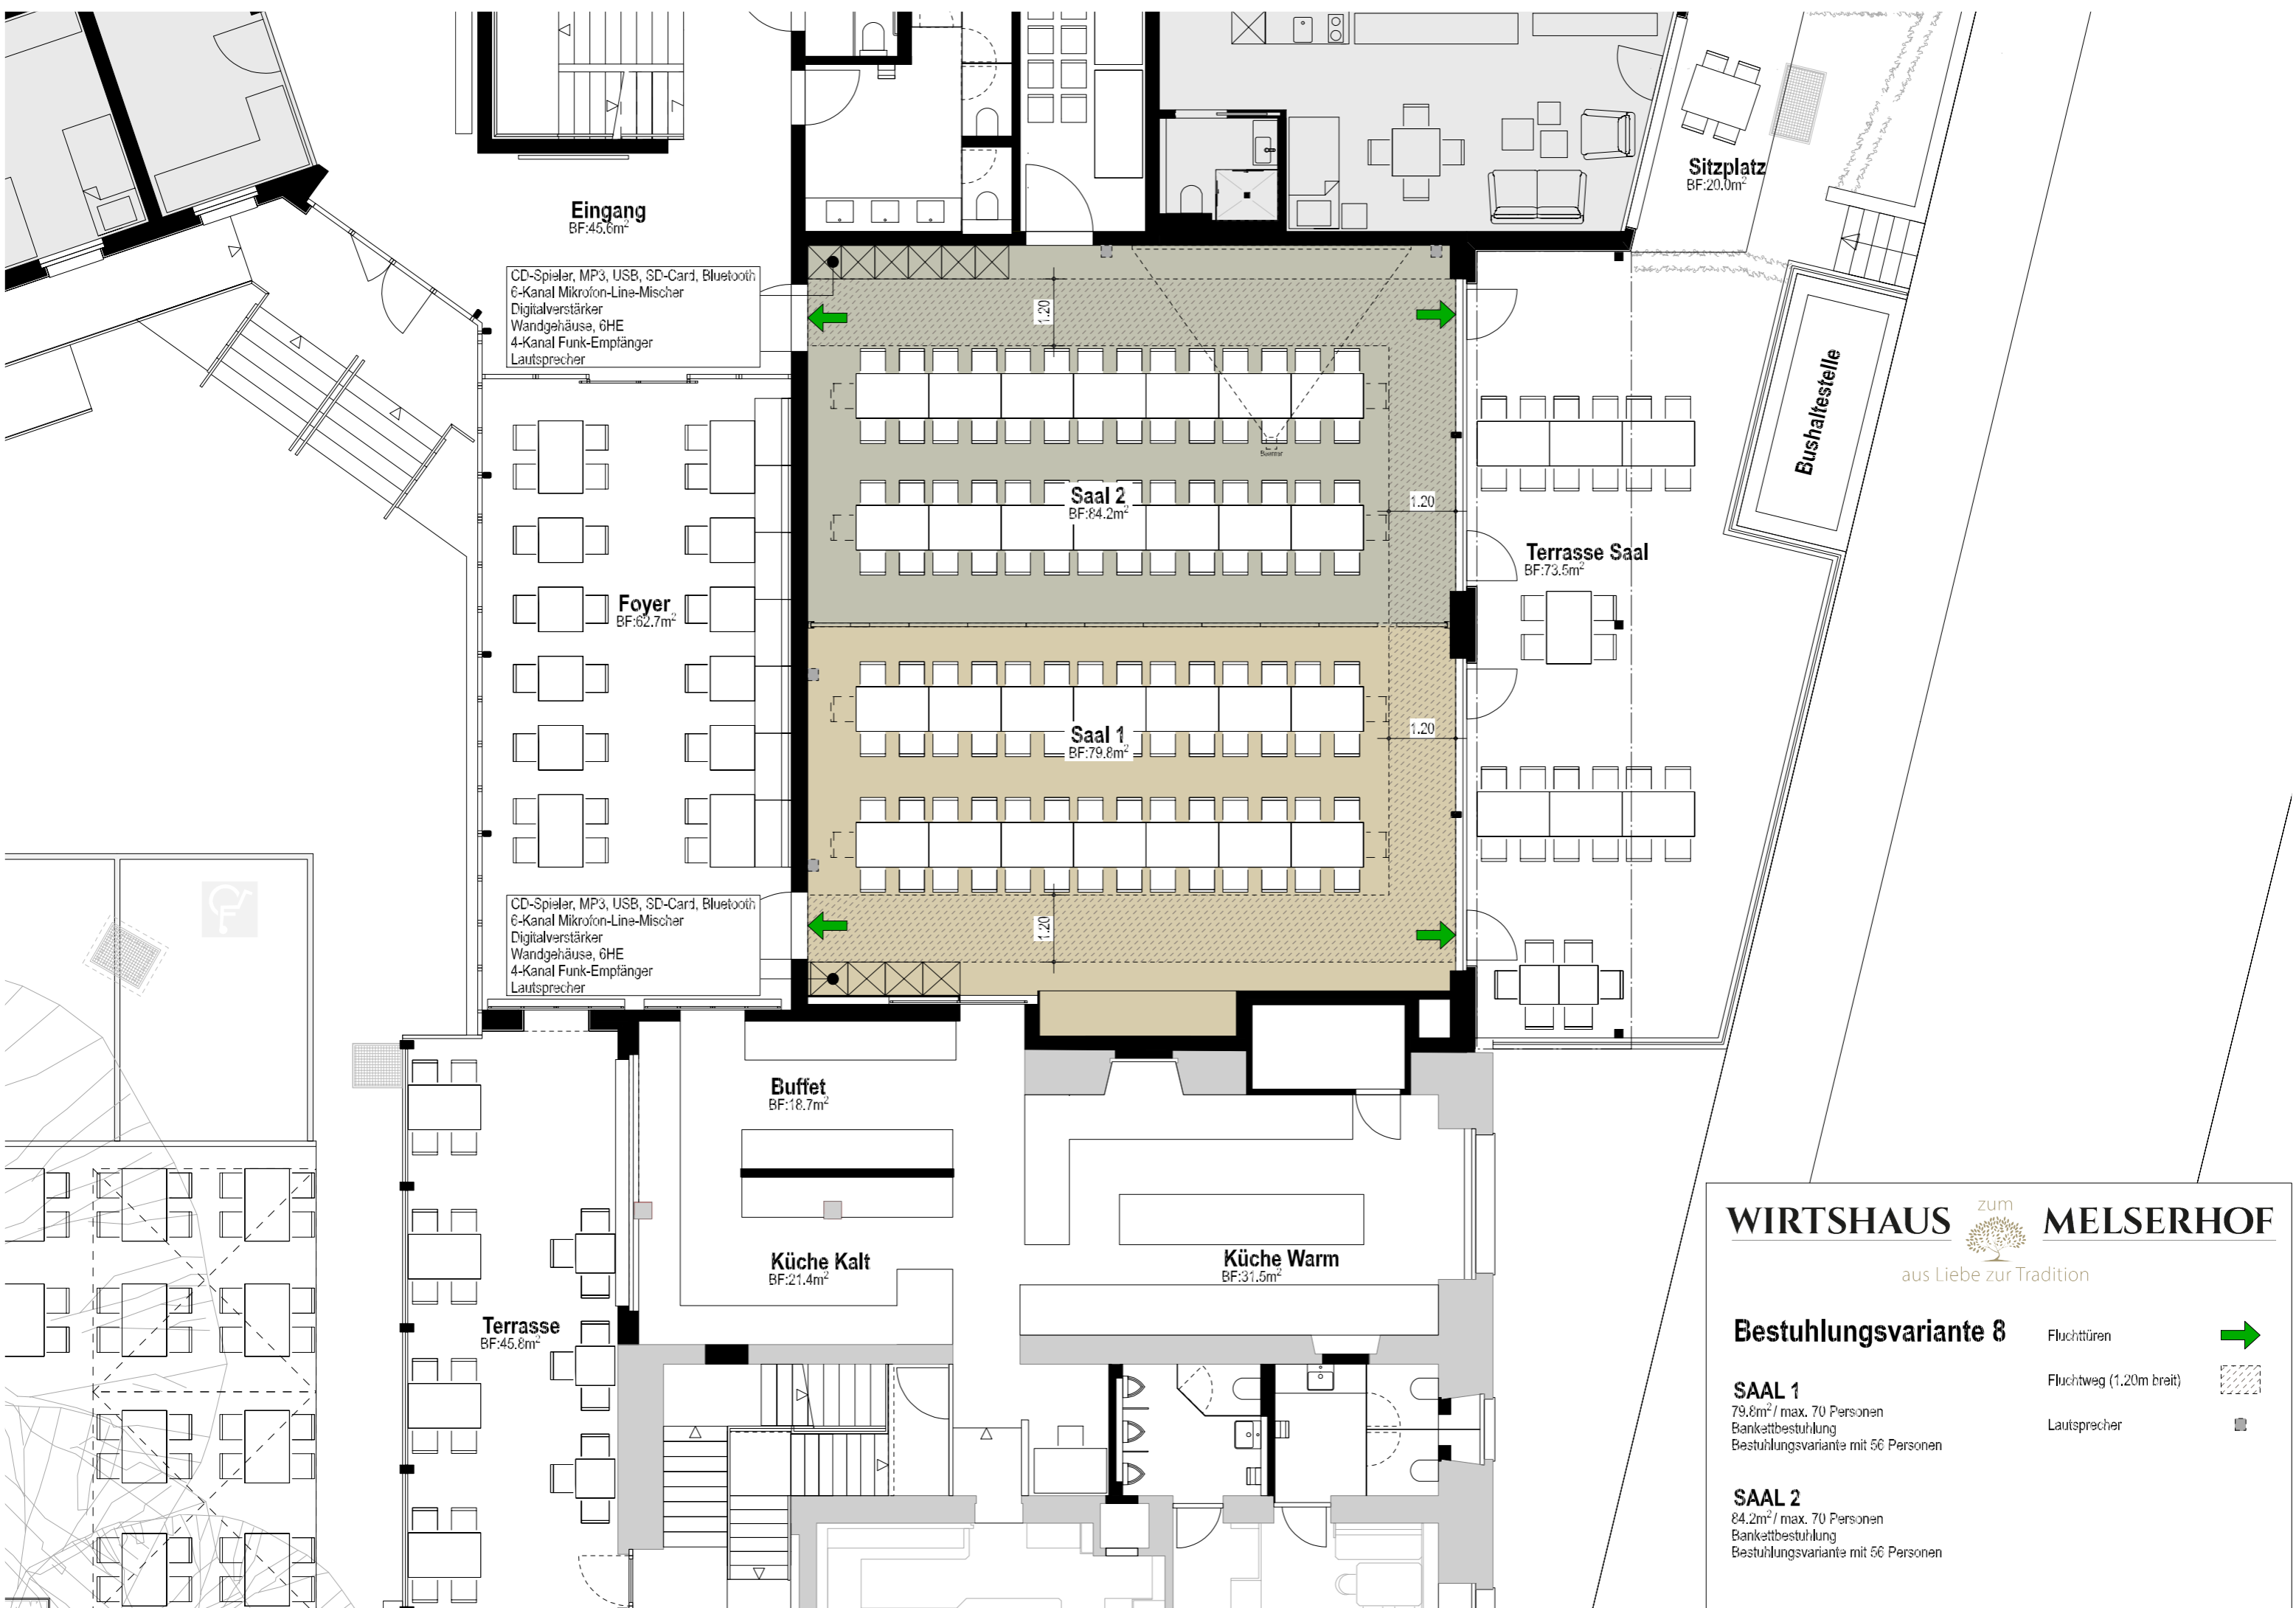 Eingang
BF:45.6m²
Sitzplatz
BF:20.0m²
CD-Spieler, MP3, USB, SD-Card, Bluetooth
6-Kanal Mikrofon-Line-Mischer
Digitalverstärker
Wandgehäuse, 6HE
4-Kanal Funk-Empfänger
Lautsprecher
1.20
Bushaltestelle
Saal 2
BF:84.2m²
1.20
Terrasse Saal
BF:73.5m²
Foyer
BF:62.7m²
Saal 1
BF:79.8m²
1.20
CD-Spieler, MP3, USB, SD-Card, Bluetooth
6-Kanal Mikrofon-Line-Mischer
Digitalverstärker
Wandgehäuse, 6HE
4-Kanal Funk-Empfänger
Lautsprecher
1.20
Buffet
BF:18.7m²
Küche Kalt
BF:21.4m²
Küche Warm
BF:31.5m²
Terrasse
BF:45.8m²
WIRTSHAUS zum MELSERHOF
aus Liebe zur Tradition
Bestuhlungsvariante 8
Fluchttüren
Fluchtweg (1.20m breit)
Lautsprecher
SAAL 1
79.8m² / max. 70 Personen
Bankettbestuhlung
Bestuhlungsvariante mit 56 Personen
SAAL 2
84.2m² / max. 70 Personen
Bankettbestuhlung
Bestuhlungsvariante mit 56 Personen